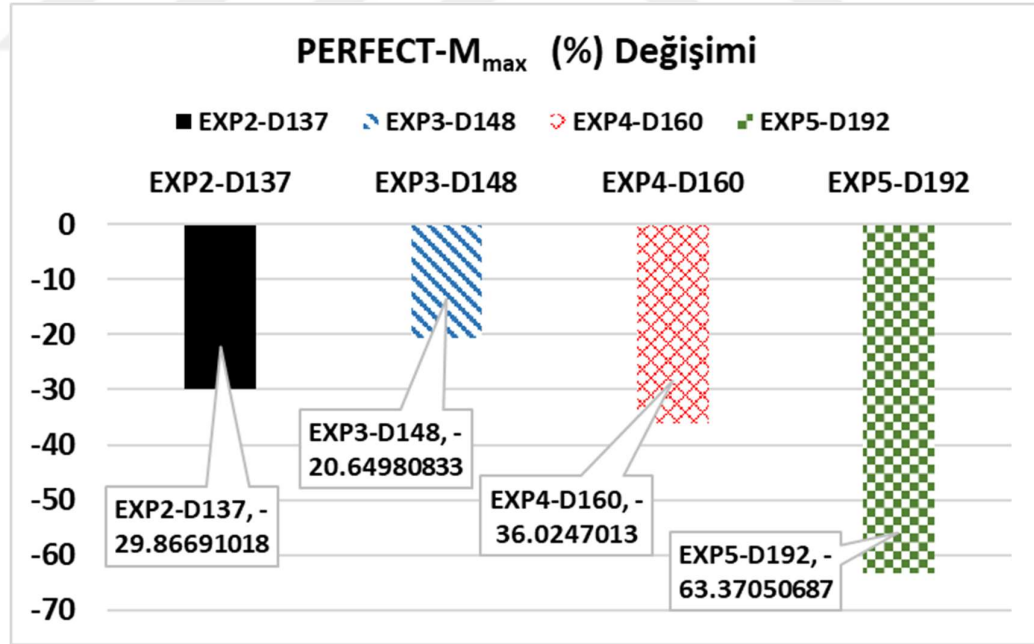 PERFECT-Mmax (%) Değişimi
EXP2-D137 EXP3-D148 EXP4-D160 EXP5-D192
EXP2-D137 EXP3-D148 EXP4-D160 EXP5-D192
0
-10
-20
-30
-40
-50
-60
-70
EXP3-D148, -
20.64980833
EXP2-D137, -
29.86691018
EXP4-D160, -
36.0247013
EXP5-D192, -
63.37050687